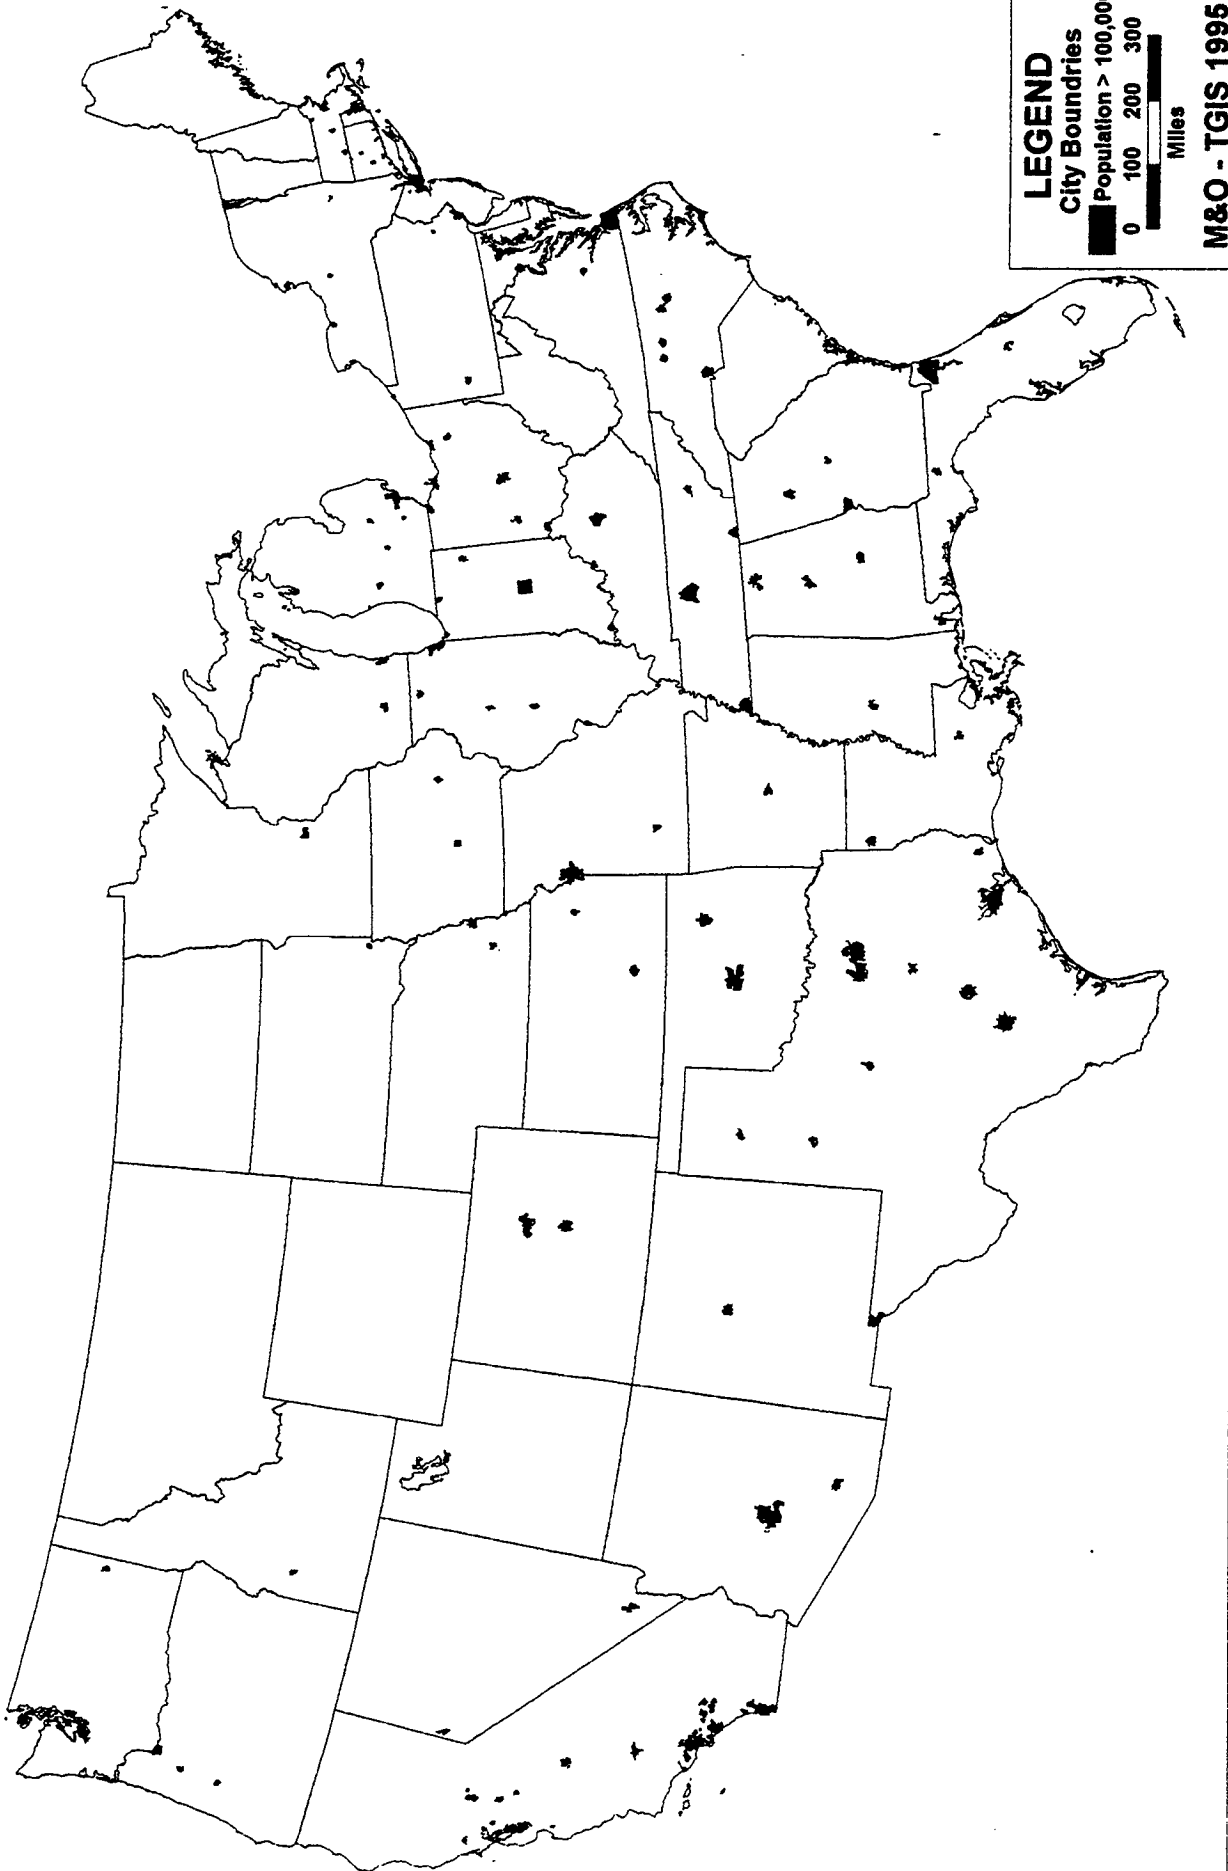 LEGEND
City Boundries
Population > 100,00
0 100 200 300
Miles
M&O - TGIS 1995